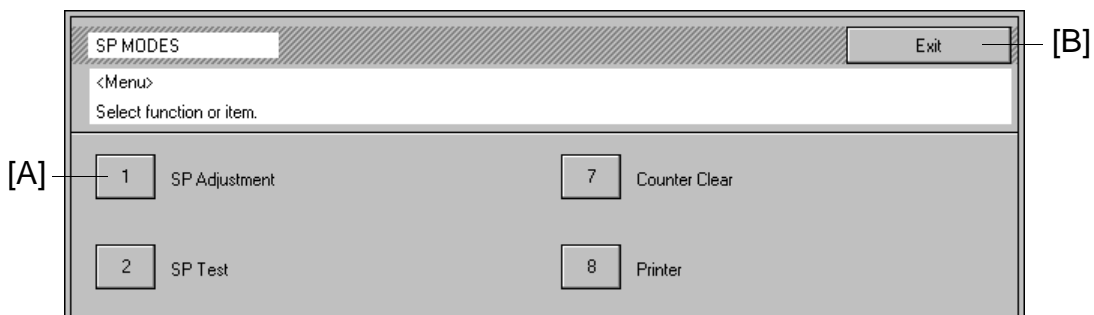 SP MODES
Exit
[B]
<Menu>
Select function or item.
[A]
1 SP Adjustment
7 Counter Clear
2 SP Test
8 Printer